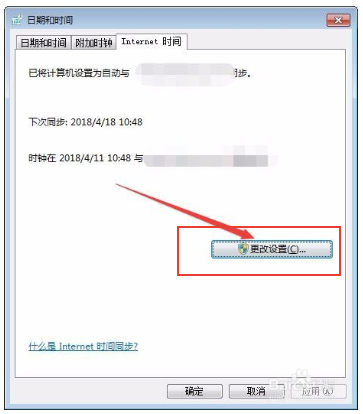 日期和时间
日期和时间 附加时钟 Internet 时间
已将计算机设置为自动与 同步。
下次同步: 2018/4/18 10:48
时钟在 2018/4/11 10:48 与
更改设置(C)...
什么是 Internet 时间同步?
确定 取消 应用(A)